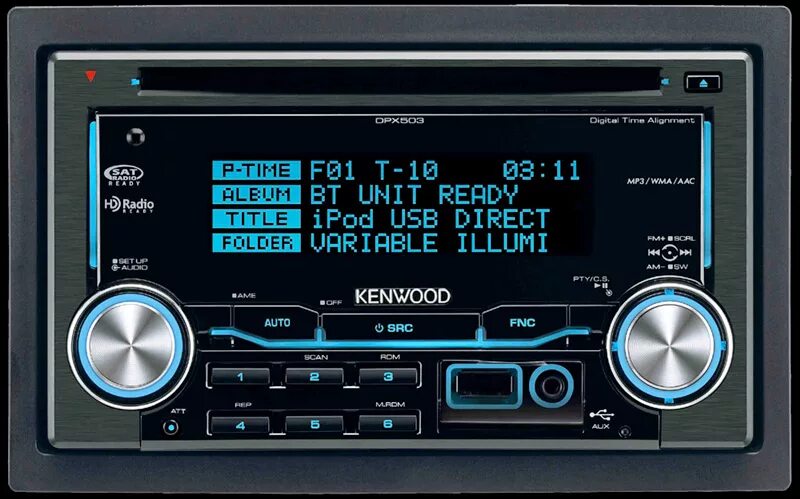 DPX503 Digital Time Alignment
SAT RADIO READY
HD Radio READY
P-TIME F01 T-10 03:11
ALBUM BT UNIT READY
TITLE iPod USB DIRECT
FOLDER VARIABLE ILLUMI
MP3/WMA/AAC
FM+ SCRL
AM- SW
SET UP
AUDIO
PTY/C.S.
AME OFF
KENWOOD
AUTO SRC FNC
SCAN RDM
1 2 3
REP M.RDM
4 5 6
ATT
AUX